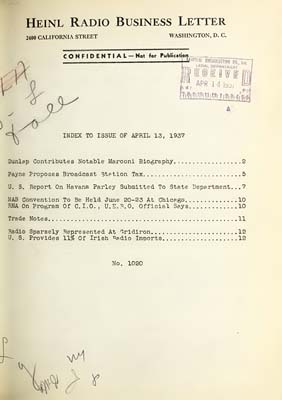 HEINL RADIO BUSINESS LETTER
2400 CALIFORNIA STREET WASHINGTON, D. C.
CONFIDENTIAL—Not for Publication
RECEIVED
APR 14 1937
INDEX TO ISSUE OF APRIL 13, 1937
Dunlap Contributes Notable Marconi Biography.................2
Payne Proposes Broadcast Station Tax.........................5
U. S. Report On Havana Parley Submitted To State Department...7
NAB Convention To Be Held June 20-23 At Chicago.............10
RMA On Program Of C.I.O., U.E.R.O. Official Says............10
Trade Notes.................................................11
Radio Sparsely Represented At Gridiron......................12
U. S. Provides 11% Of Irish Radio Imports...................12
No. 1020